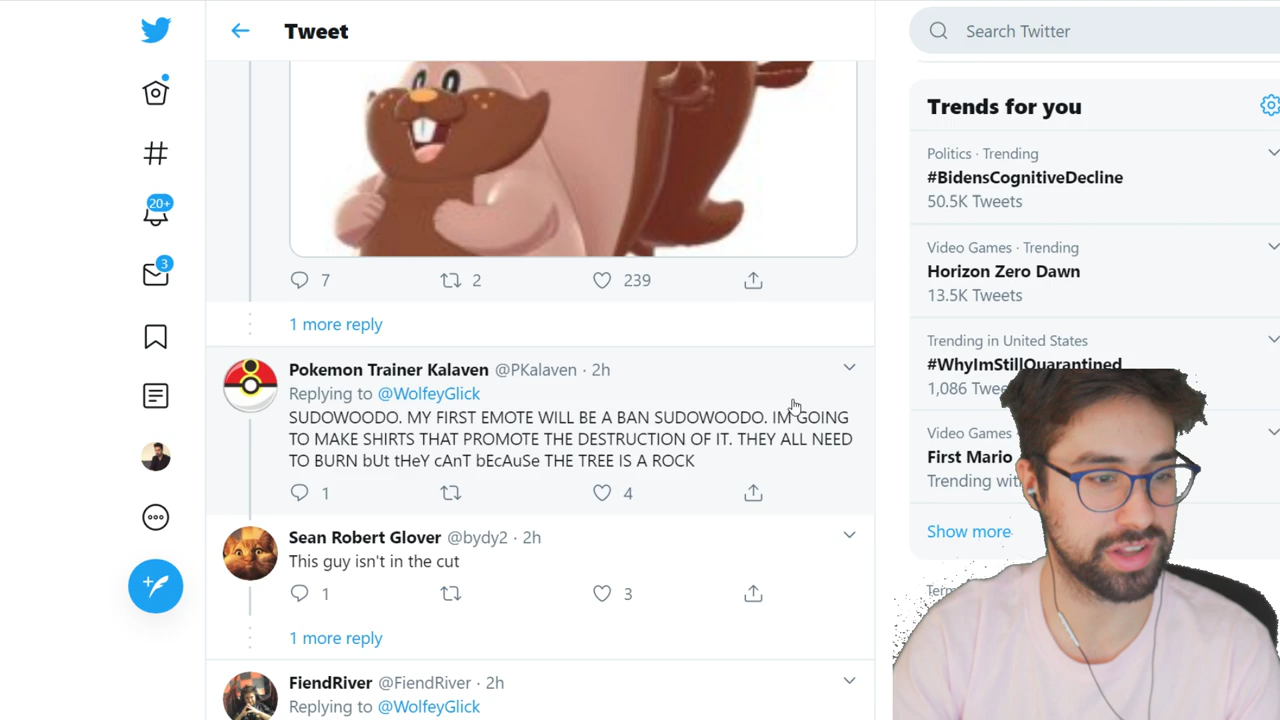 Tweet
Search Twitter
7
2
239
1 more reply
Pokemon Trainer Kalaven @PKalaven · 2h
Replying to @WolfeyGlick
SUDOWOODO. MY FIRST EMOTE WILL BE A BAN SUDOWOODO. IM GOING
TO MAKE SHIRTS THAT PROMOTE THE DESTRUCTION OF IT. THEY ALL NEED
TO BURN bUt tHeY cAnT bEcAuSe THE TREE IS A ROCK
1
4
Sean Robert Glover @bydy2 · 2h
This guy isn't in the cut
1
3
1 more reply
FiendRiver @FiendRiver · 2h
Replying to @WolfeyGlick
20+
3
Trends for you
Politics · Trending
#BidensCognitiveDecline
50.5K Tweets
Video Games · Trending
Horizon Zero Dawn
13.5K Tweets
Trending in United States
#WhyImStillQuarantined
1,086
Video Games
First Mario
Trending
Show more